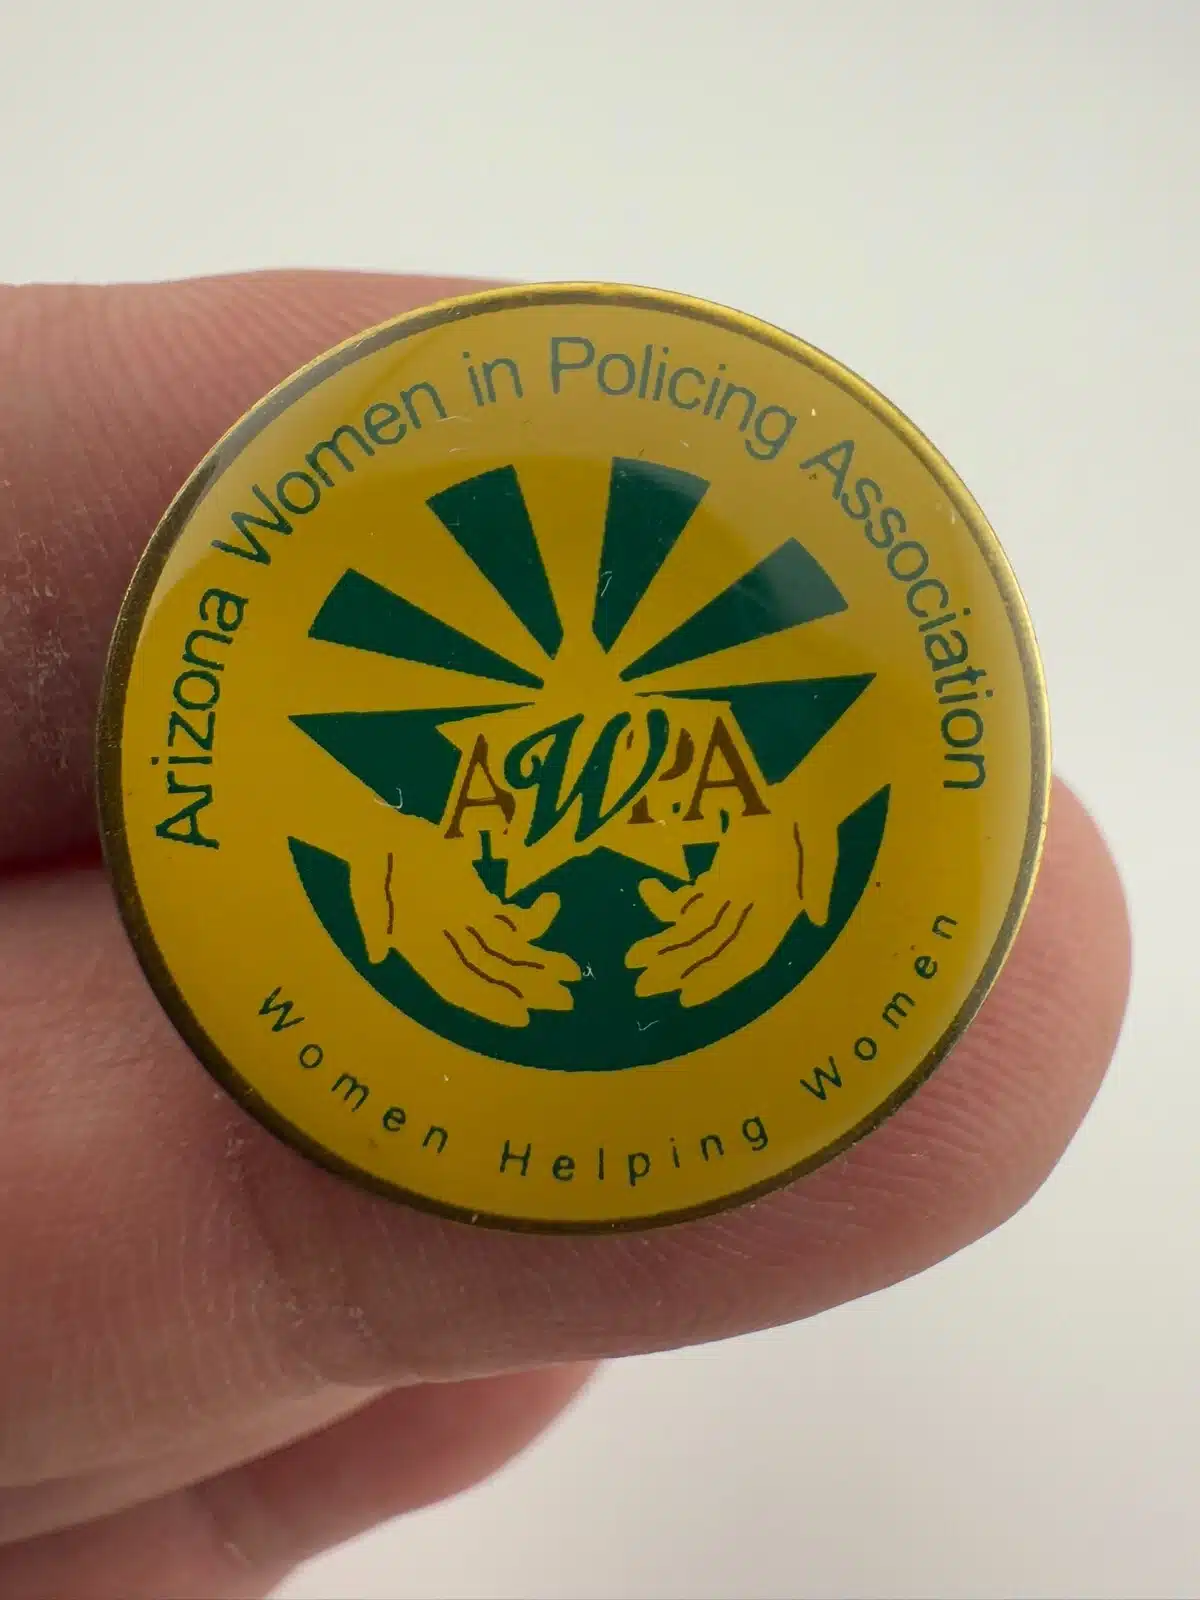 Arizona Women in Policing Association
AWPA
Women Helping Women